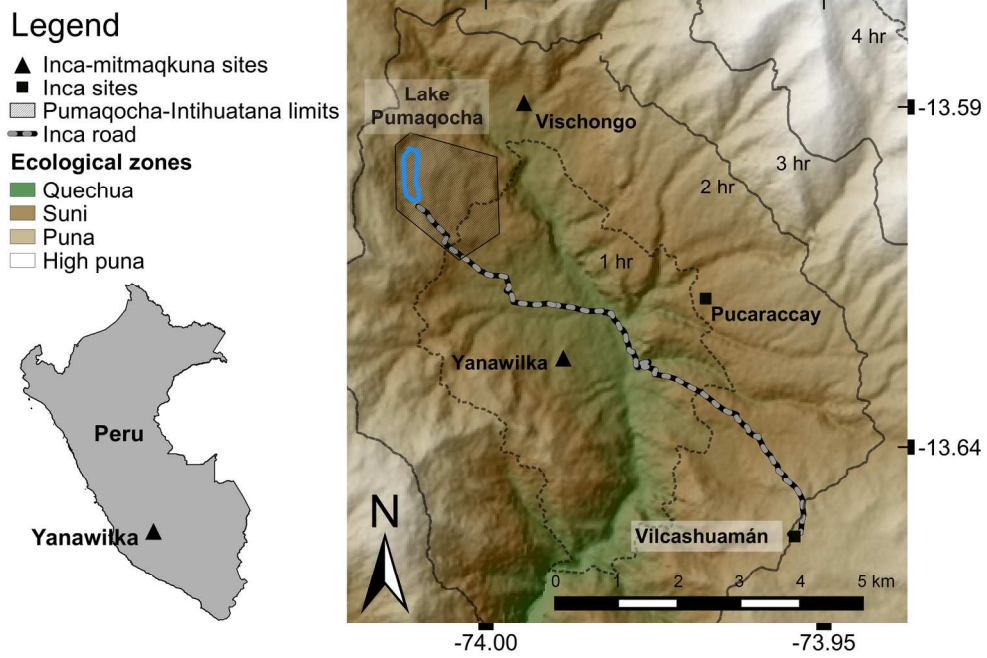 Legend
Inca-mitmaqkuna sites
Inca sites
Pumaqocha-Intihuatana limits
Inca road
Ecological zones
Quechua
Suni
Puna
High puna
Peru
Yanawilka
4 hr
Lake
Pumaqocha
Vischongo
-13.59
3 hr
2 hr
1 hr
Pucaraccay
Yanawilka
-13.64
N
Vilcashuamán
0 1 2 3 4 5 km
-74.00 -73.95